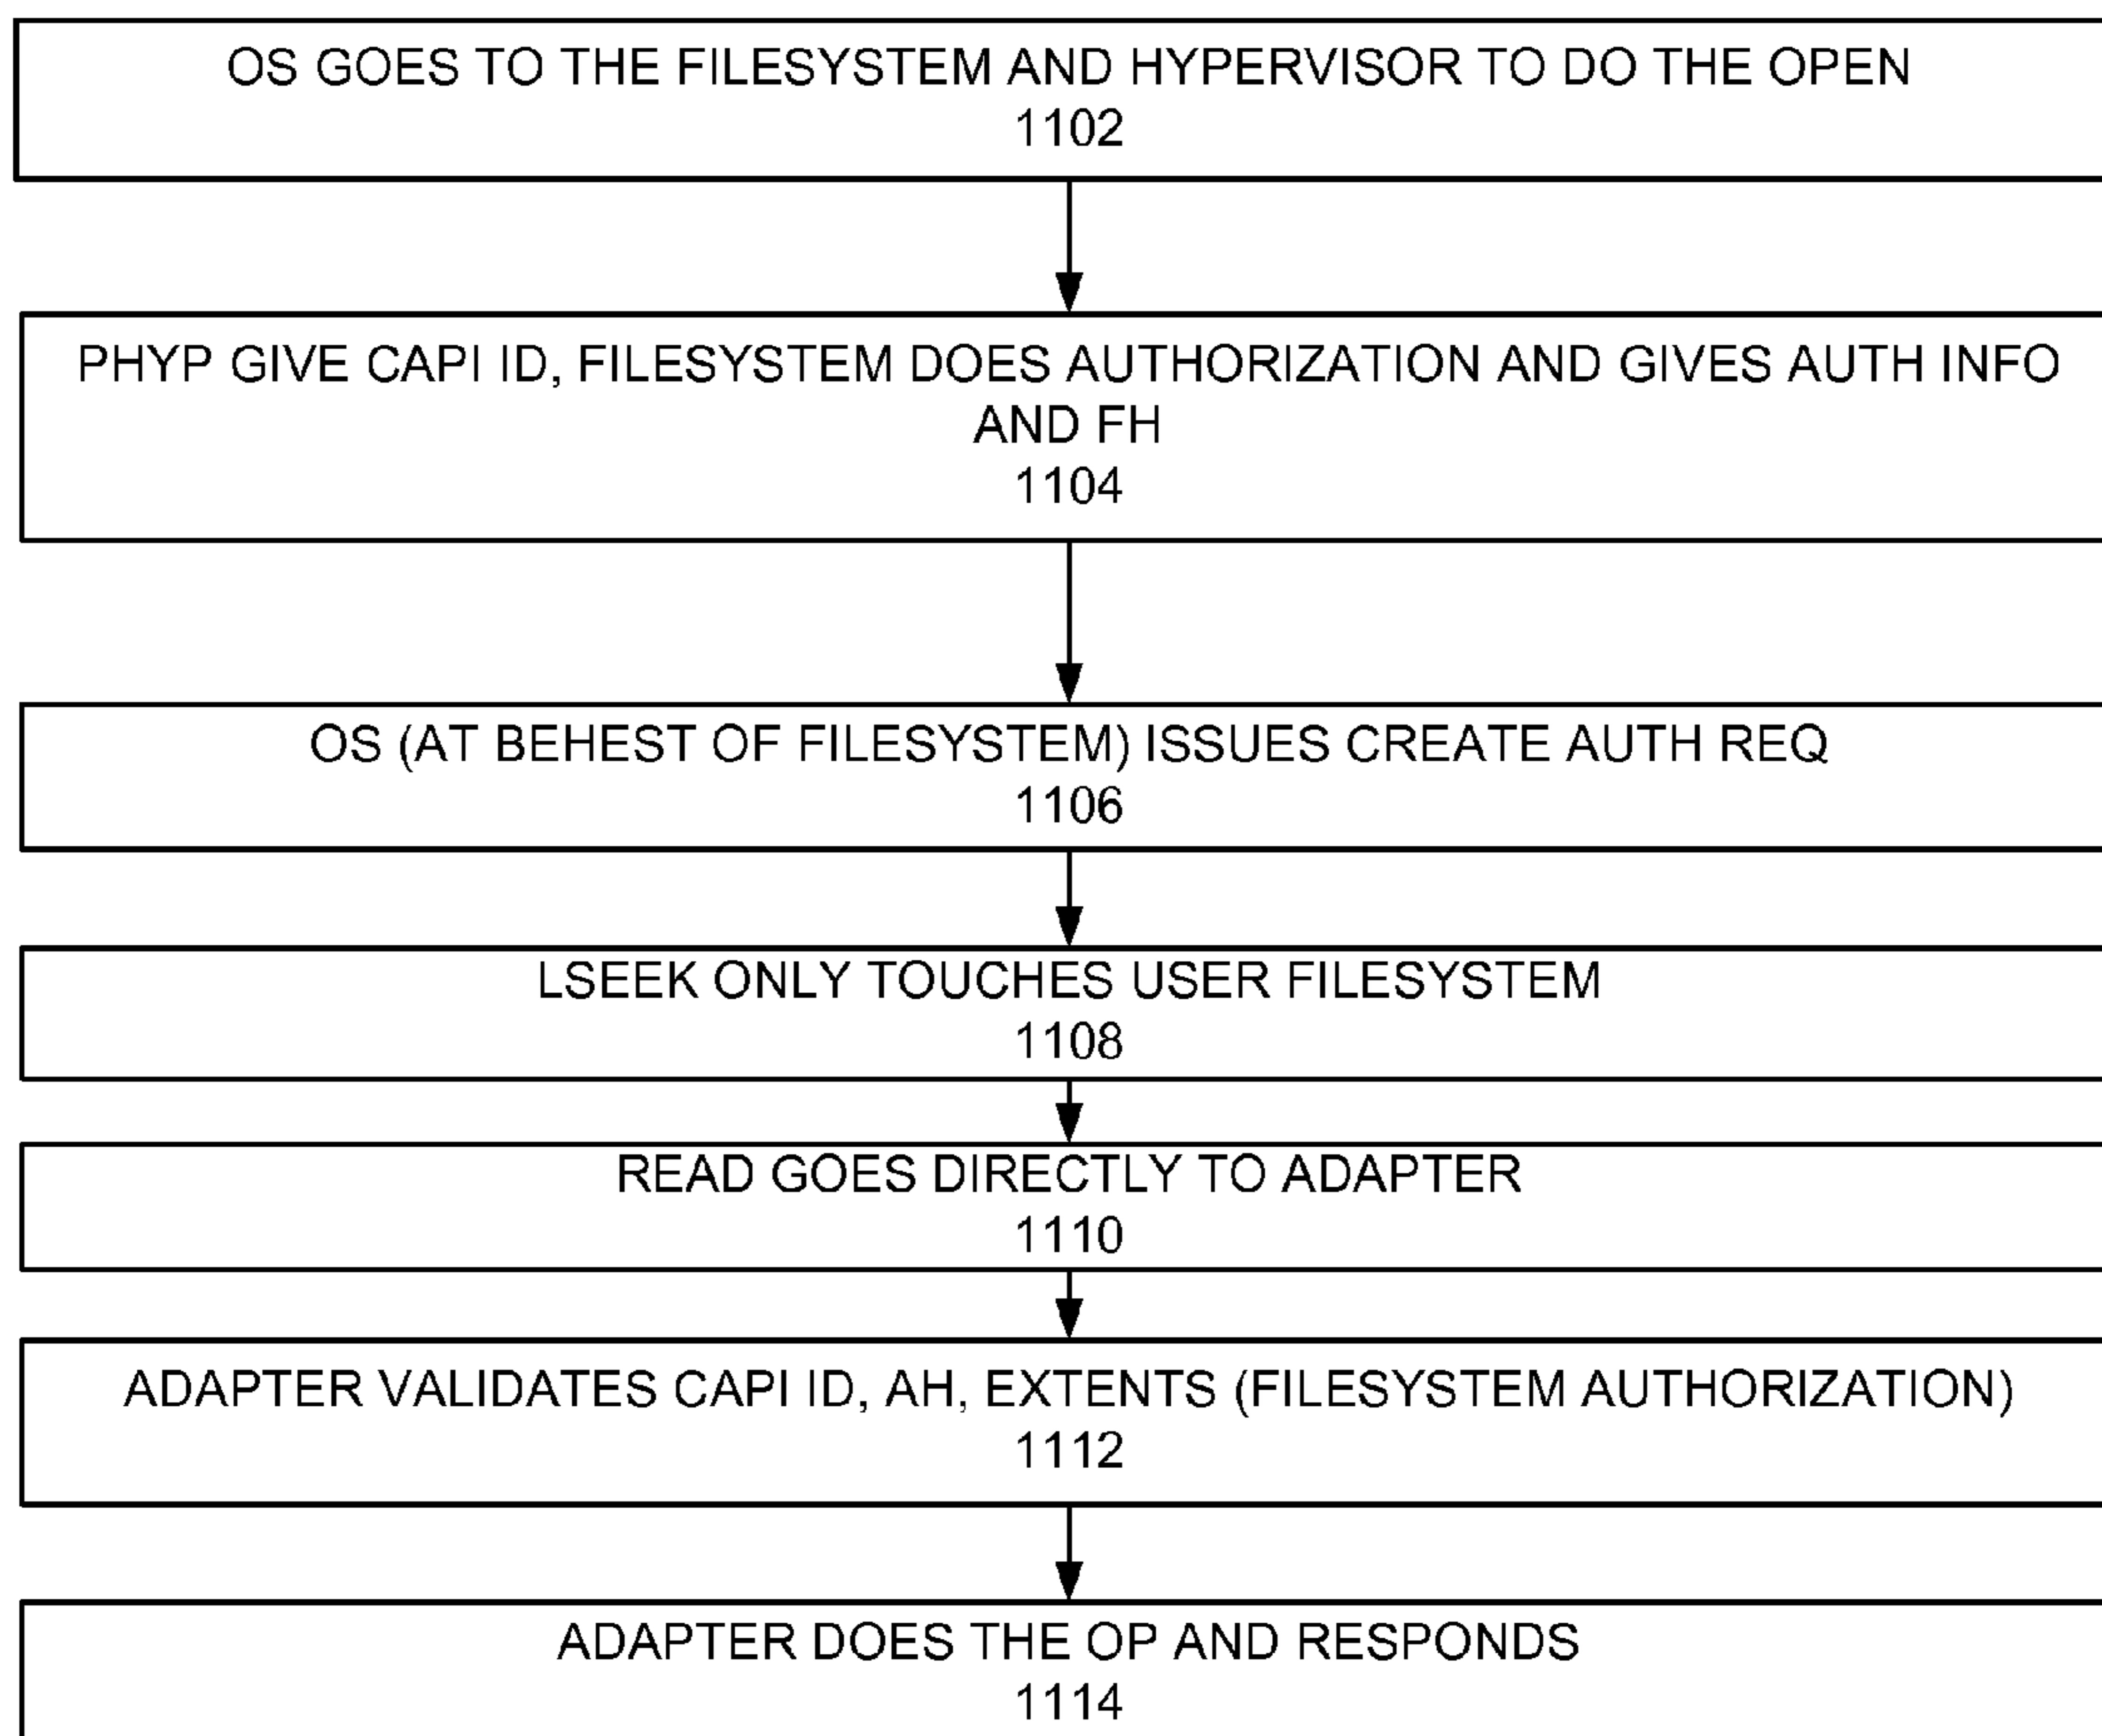 OS GOES TO THE FILESYSTEM AND HYPERVISOR TO DO THE OPEN
1102
PHYP GIVE CAPI ID, FILESYSTEM DOES AUTHORIZATION AND GIVES AUTH INFO
AND FH
1104
OS (AT BEHEST OF FILESYSTEM) ISSUES CREATE AUTH REQ
1106
LSEEK ONLY TOUCHES USER FILESYSTEM
1108
READ GOES DIRECTLY TO ADAPTER
1110
ADAPTER VALIDATES CAPI ID, AH, EXTENTS (FILESYSTEM AUTHORIZATION)
1112
ADAPTER DOES THE OP AND RESPONDS
1114